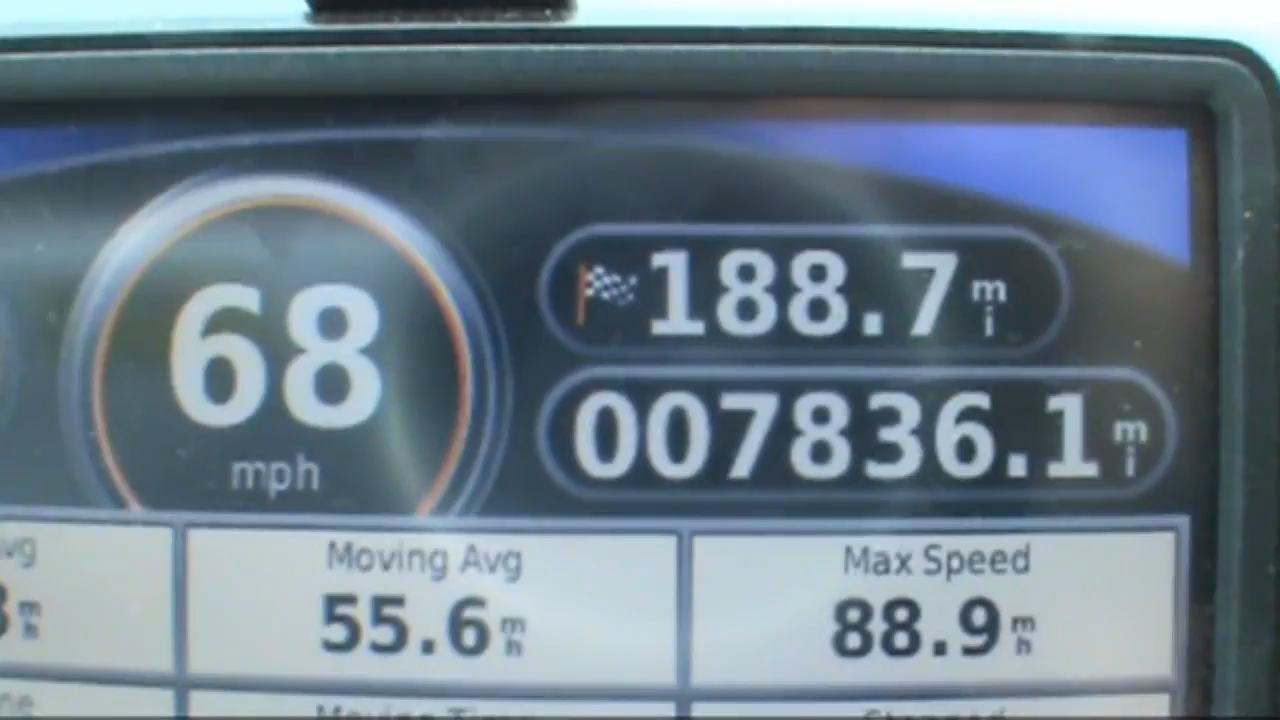 188.7 mi
68
mph
007836.1 mi
Moving Avg
Max Speed
55.6 mh
88.9 mh